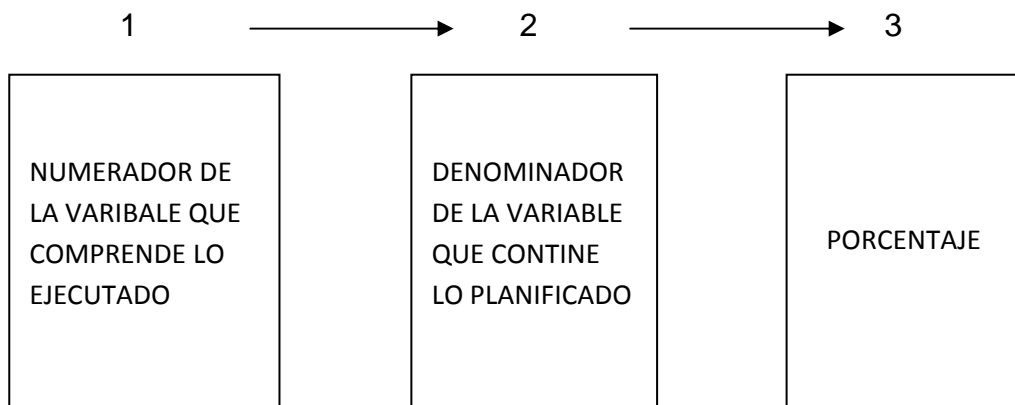 1 2 3
NUMERADOR DE
LA VARIBALE QUE
COMPRENDE LO
EJECUTADO
DENOMINADOR
DE LA VARIABLE
QUE CONTINE
LO PLANIFICADO
PORCENTAJE